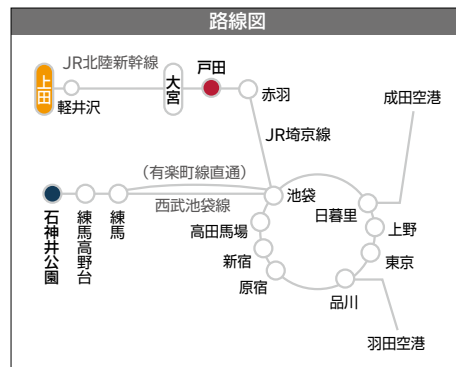 路線図
JR北陸新幹線
上田
軽井沢
大宮
戸田
赤羽
成田空港
JR埼京線
(有楽町線直通)
西武池袋線
池袋
日暮里
石神井公園
練馬高野台
練馬
高田馬場
上野
新宿
東京
原宿
品川
羽田空港